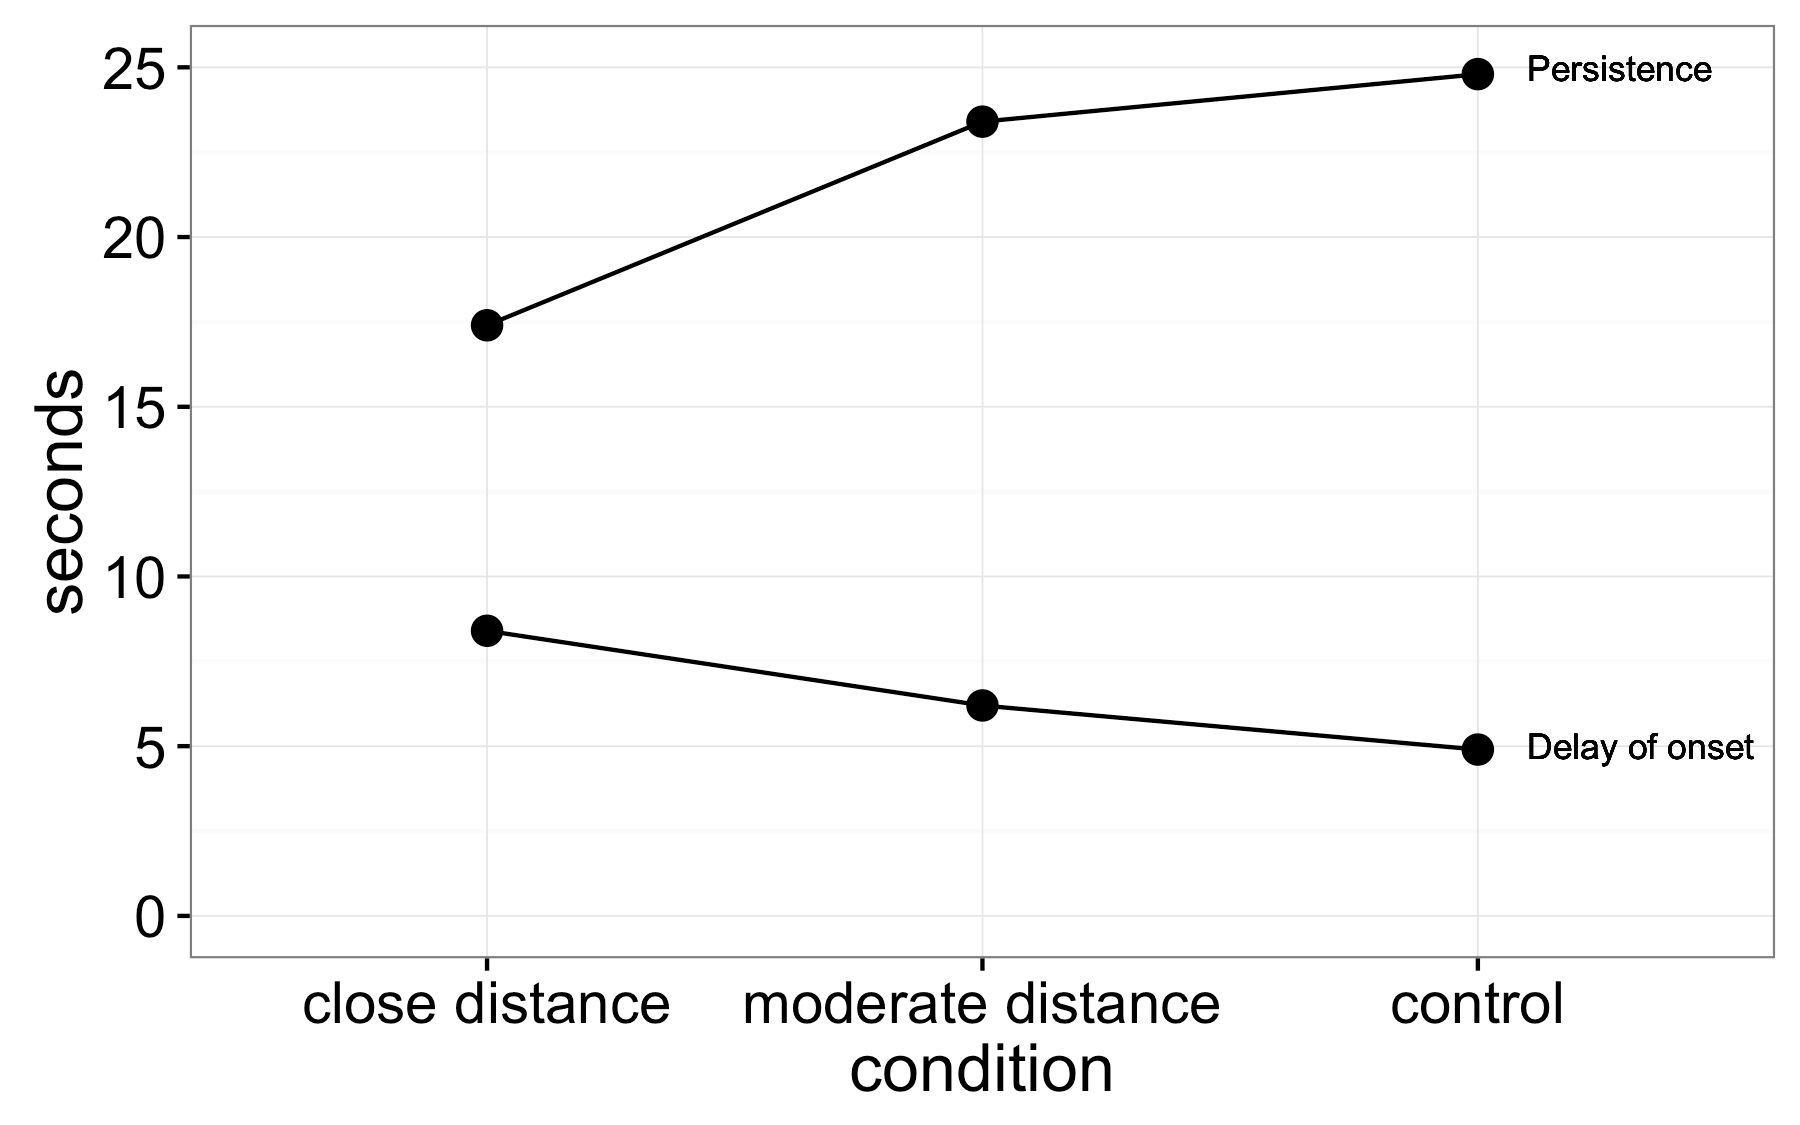 25
Persistence
20
15
10
5
Delay of onset
0
seconds
close distance moderate distance control
condition